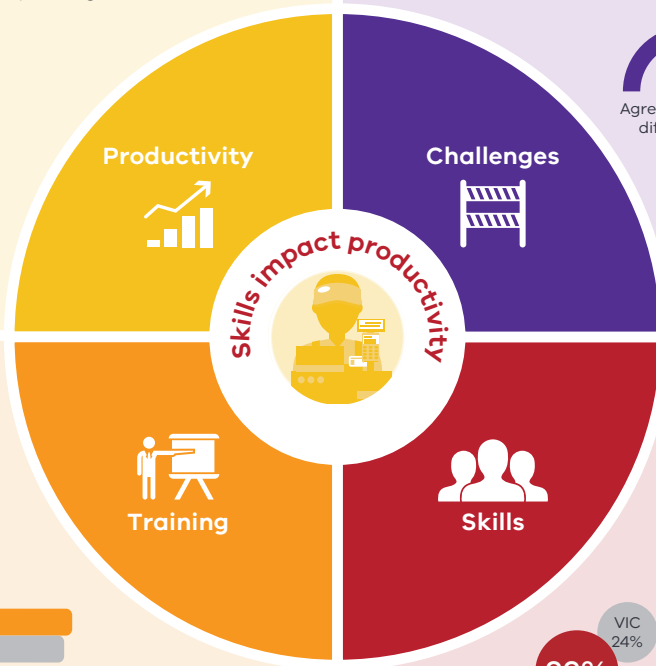 Productivity
Challenges
Skills impact productivity
Training
Skills
VIC
24%